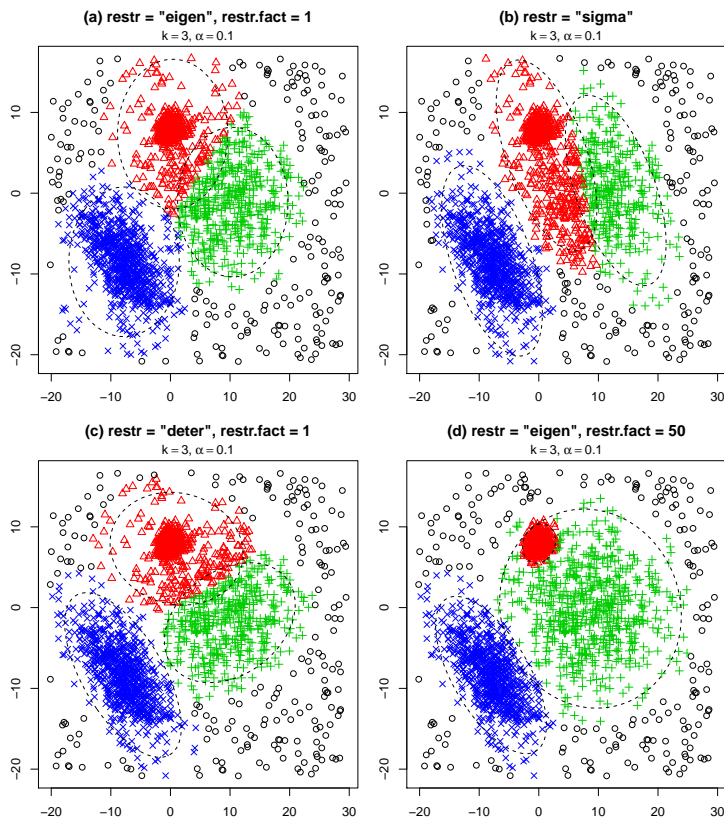 (a) restr = "eigen", restr.fact = 1
k = 3, α = 0.1
10
0
−10
−20
−20 −10 0 10 20 30
(b) restr = "sigma"
k = 3, α = 0.1
10
0
−10
−20
−20 −10 0 10 20 30
(c) restr = "deter", restr.fact = 1
k = 3, α = 0.1
10
0
−10
−20
−20 −10 0 10 20 30
(d) restr = "eigen", restr.fact = 50
k = 3, α = 0.1
10
0
−10
−20
−20 −10 0 10 20 30